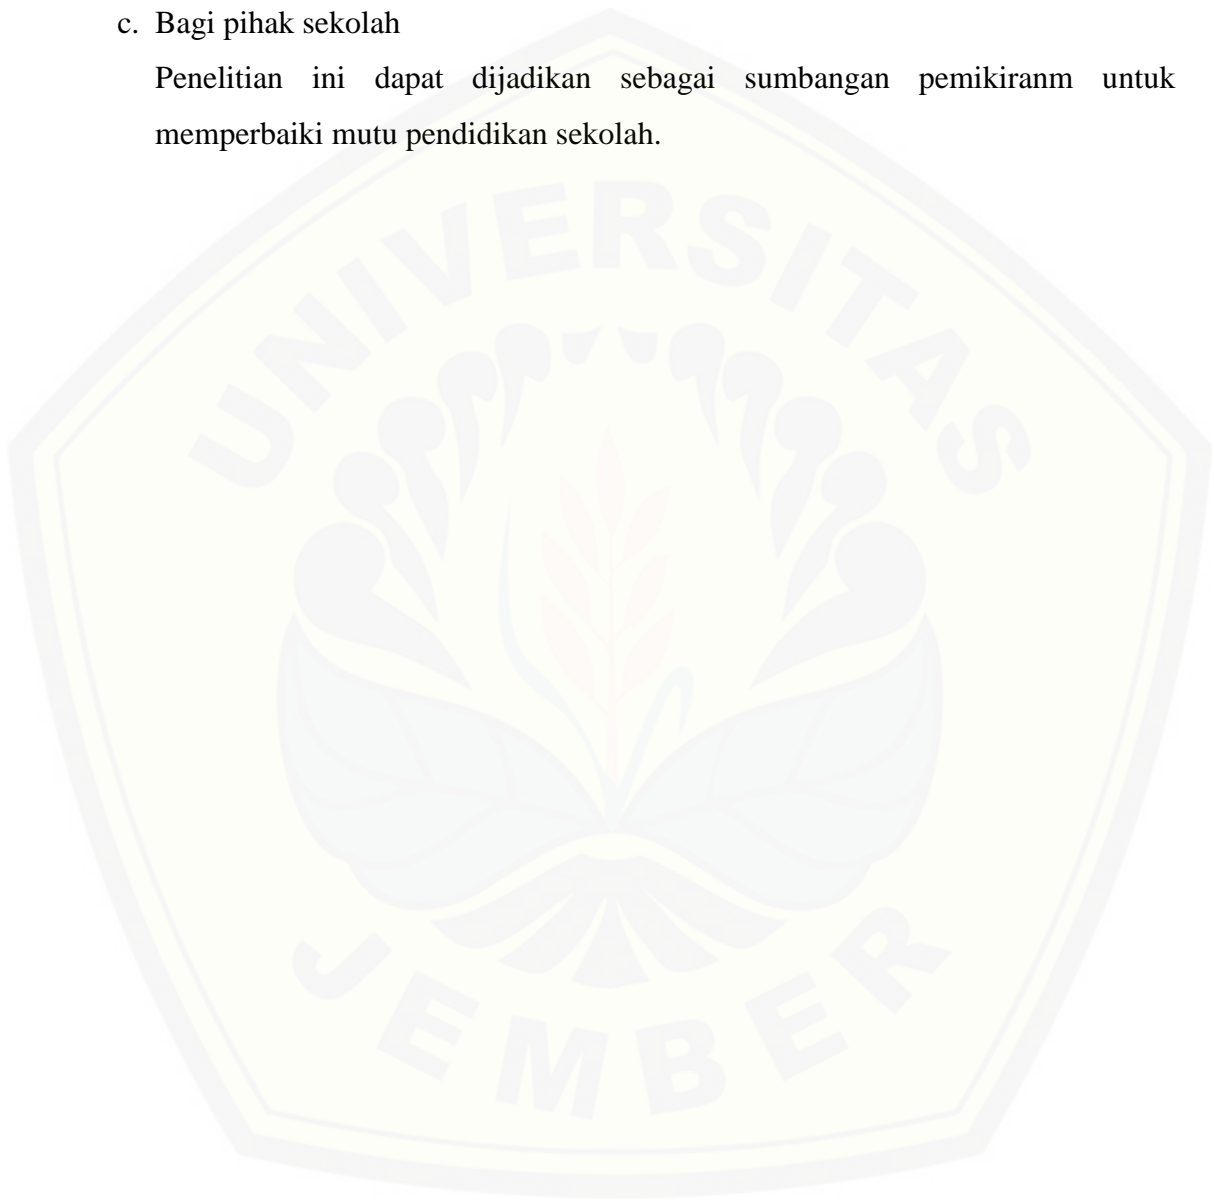 c. Bagi pihak sekolah
Penelitian ini dapat dijadikan sebagai sumbangan pemikiranm untuk
memperbaiki mutu pendidikan sekolah.
UNIVERSITAS
JEMBER